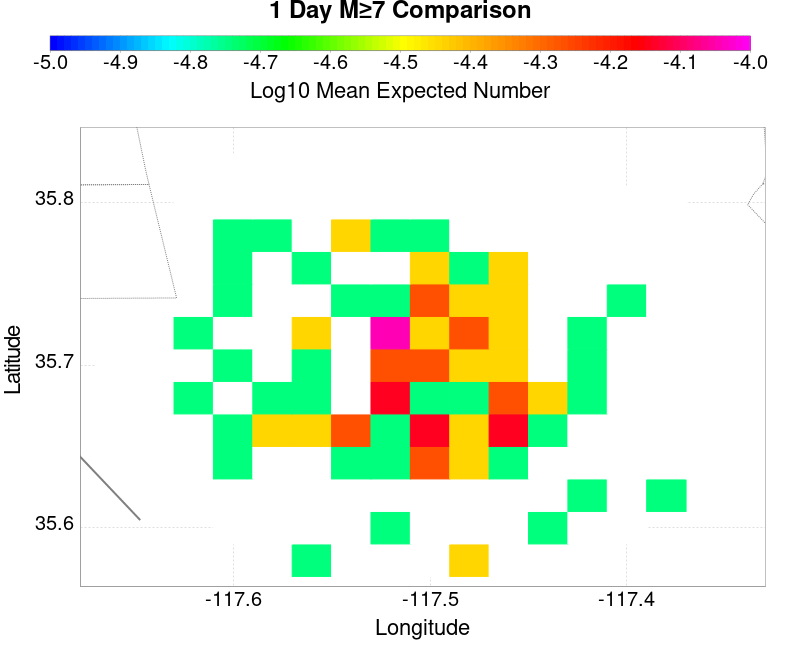 1 Day M≥7 Comparison
-5.0 -4.9 -4.8 -4.7 -4.6 -4.5 -4.4 -4.3 -4.2 -4.1 -4.0
Log10 Mean Expected Number
35.8
35.7
35.6
Latitude
-117.6 -117.5 -117.4
Longitude